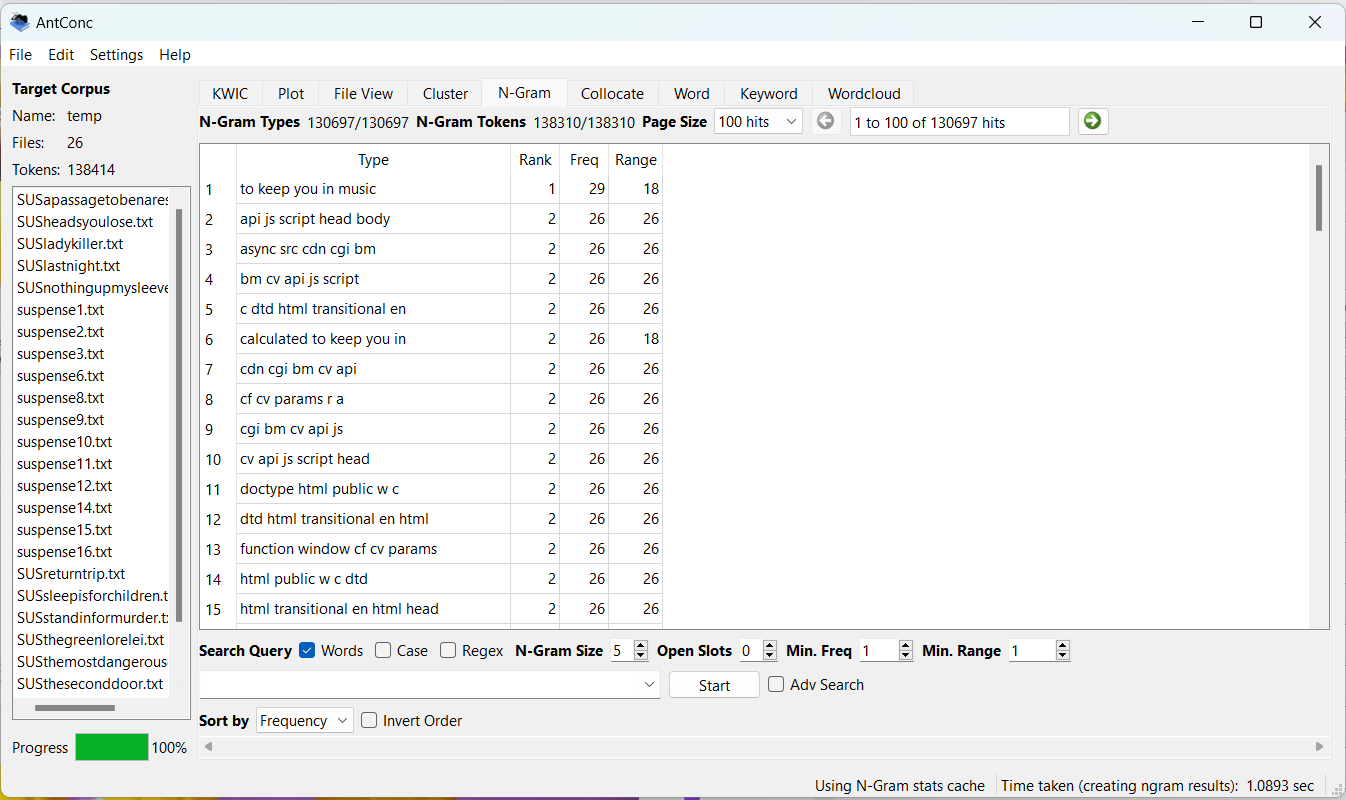 AntConc
File Edit Settings Help
Target Corpus
Name: temp
Files: 26
Tokens: 138414
SUSapassagetobenares
SUSheadsyoulose.txt
SUSladykiller.txt
SUSlastnight.txt
SUSnothingupmysleeve
suspense1.txt
suspense2.txt
suspense3.txt
suspense6.txt
suspense8.txt
suspense9.txt
suspense10.txt
suspense11.txt
suspense12.txt
suspense14.txt
suspense15.txt
suspense16.txt
SUSreturntrip.txt
SUSsleepisforchildren.t
SUSstandinformurder.tx
SUSthegreenlorelei.txt
SUSthemostdangerous
SUStheseconddoor.txt
Progress 100%
KWIC Plot File View Cluster N-Gram Collocate Word Keyword Wordcloud
N-Gram Types 130697/130697 N-Gram Tokens 138310/138310 Page Size 100 hits 1 to 100 of 130697 hits
Type Rank Freq Range
1 to keep you in music 1 29 18
2 api js script head body 2 26 26
3 async src cdn cgi bm 2 26 26
4 bm cv api js script 2 26 26
5 c dtd html transitional en 2 26 26
6 calculated to keep you in 2 26 18
7 cdn cgi bm cv api 2 26 26
8 cf cv params r a 2 26 26
9 cgi bm cv api js 2 26 26
10 cv api js script head 2 26 26
11 doctype html public w c 2 26 26
12 dtd html transitional en html 2 26 26
13 function window cf cv params 2 26 26
14 html public w c dtd 2 26 26
15 html transitional en html head 2 26 26
Search Query Words Case Regex N-Gram Size 5 Open Slots 0 Min. Freq 1 Min. Range 1
Start Adv Search
Sort by Frequency Invert Order
Using N-Gram stats cache Time taken (creating ngram results): 1.0893 sec